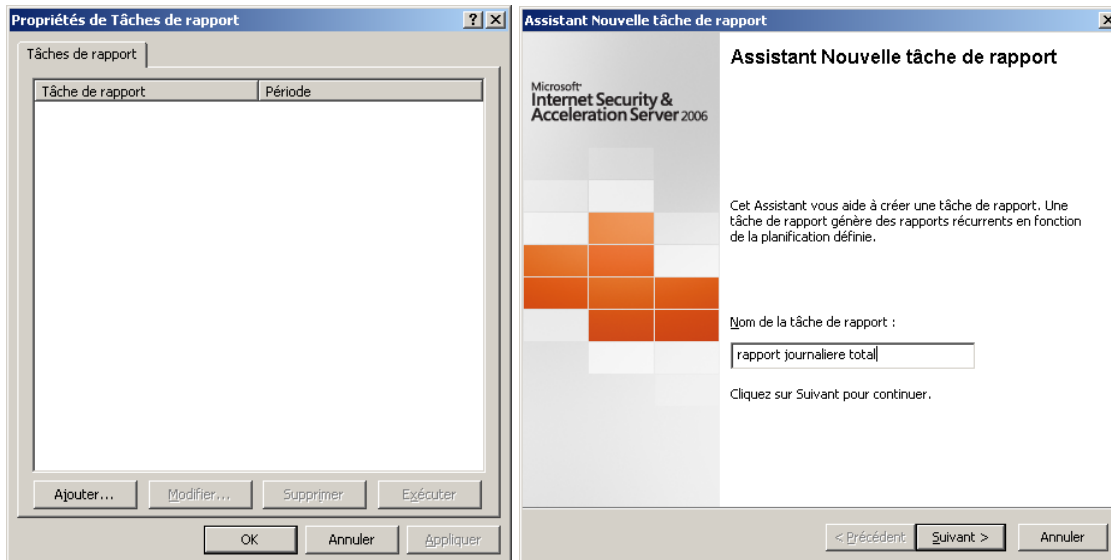 Propriétés de Tâches de rapport
Tâches de rapport
Tâche de rapport Période
Ajouter... Modifier... Supprimer Exécuter
OK Annuler Appliquer
Assistant Nouvelle tâche de rapport
Microsoft
Internet Security &
Acceleration Server 2006
Assistant Nouvelle tâche de rapport
Cet Assistant vous aide à créer une tâche de rapport. Une
tâche de rapport génère des rapports récurrents en fonction
de la planification définie.
Nom de la tâche de rapport :
rapport journaliere total
Cliquez sur Suivant pour continuer.
< Précédent Suivant > Annuler